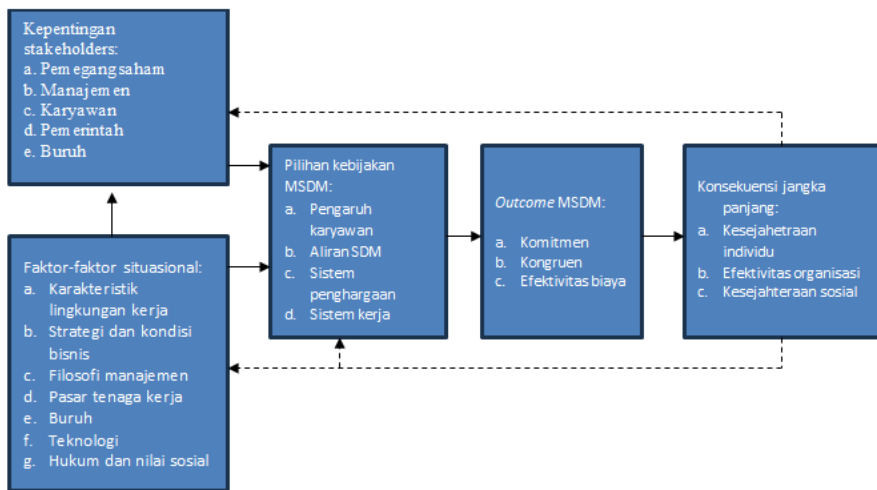 Kepentingan
stakeholders:
a. Pemegang saham
b. Manajemen
c. Karyawan
d. Pemerintah
e. Buruh
Faktor-faktor situasional:
a. Karakteristik
lingkungan kerja
b. Strategi dan kondisi
bisnis
c. Filosofi manajemen
d. Pasar tenaga kerja
e. Buruh
f. Teknologi
g. Hukum dan nilai sosial
Pilihan kebijakan
MSDM:
a. Pengaruh
karyawan
b. Aliran SDM
c. Sistem
penghargaan
d. Sistem kerja
Outcome MSDM:
a. Komitmen
b. Kongruen
c. Efektivitas biaya
Konsekuensi jangka
panjang:
a. Kesejahetraan
individu
b. Efektivitas organisasi
c. Kesejahteraan sosial